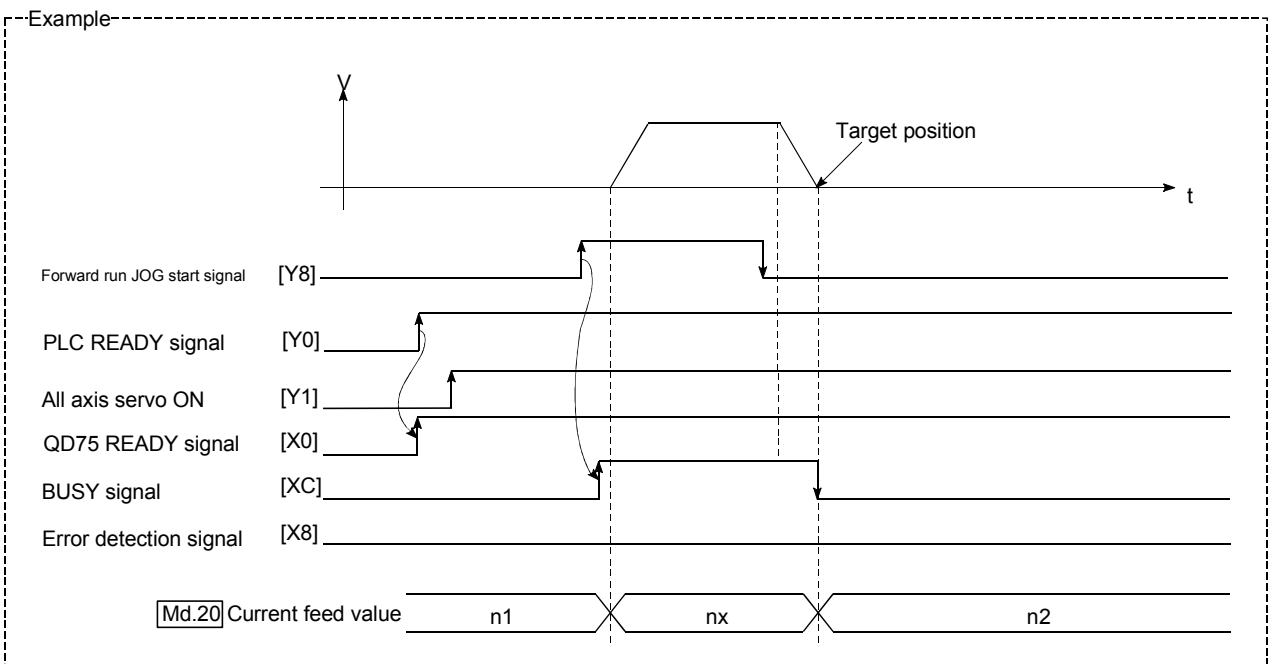 Example
V
Target position
t
Forward run JOG start signal [Y8]
PLC READY signal [Y0]
All axis servo ON [Y1]
QD75 READY signal [X0]
BUSY signal [XC]
Error detection signal [X8]
Md.20 Current feed value n1 nx n2